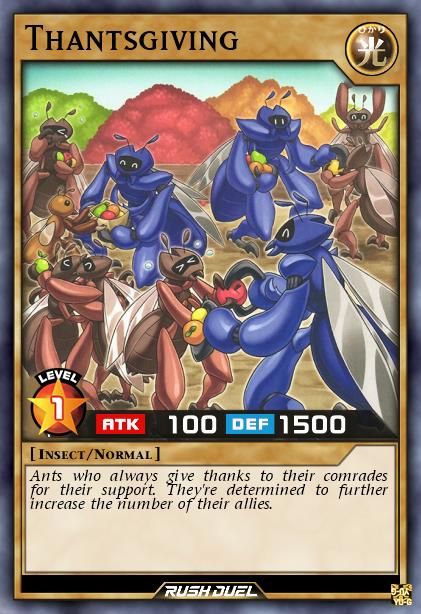 Thantsgiving
ひかり
光
LEVEL
1
ATK 100 DEF 1500
[Insect/Normal]
Ants who always give thanks to their comrades
for their support. They're determined to further
increase the number of their allies.
RUSH DUEL